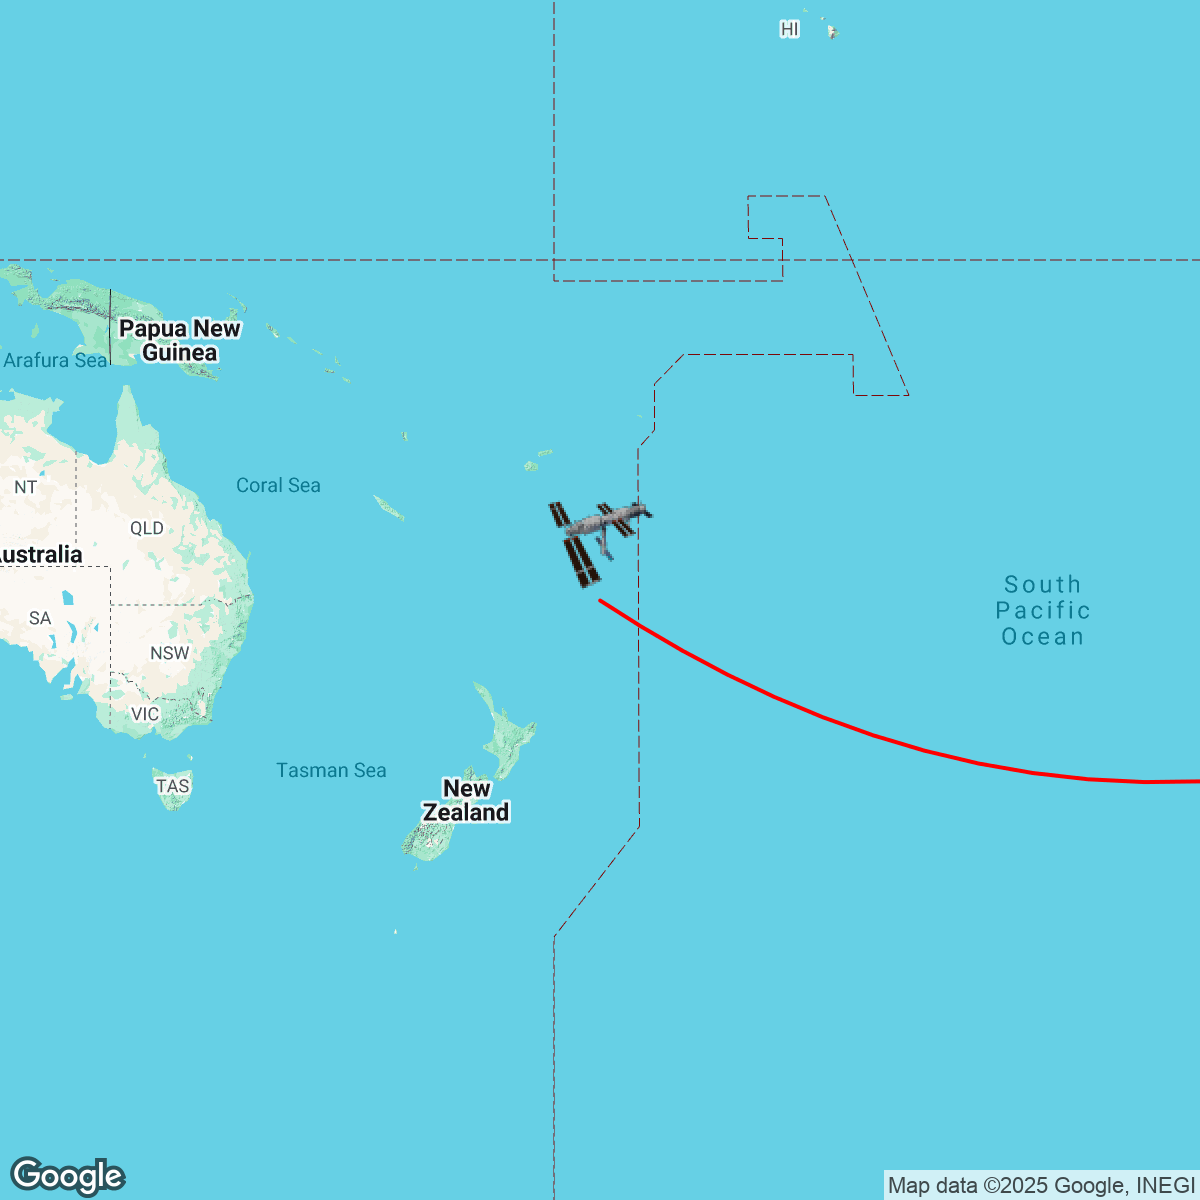 HI
Papua New
Guinea
Arafura Sea
NT
Coral Sea
QLD
Australia
South
Pacific
Ocean
SA
NSW
VIC
Tasman Sea
TAS
New
Zealand
Google
Map data ©2025 Google, INEGI